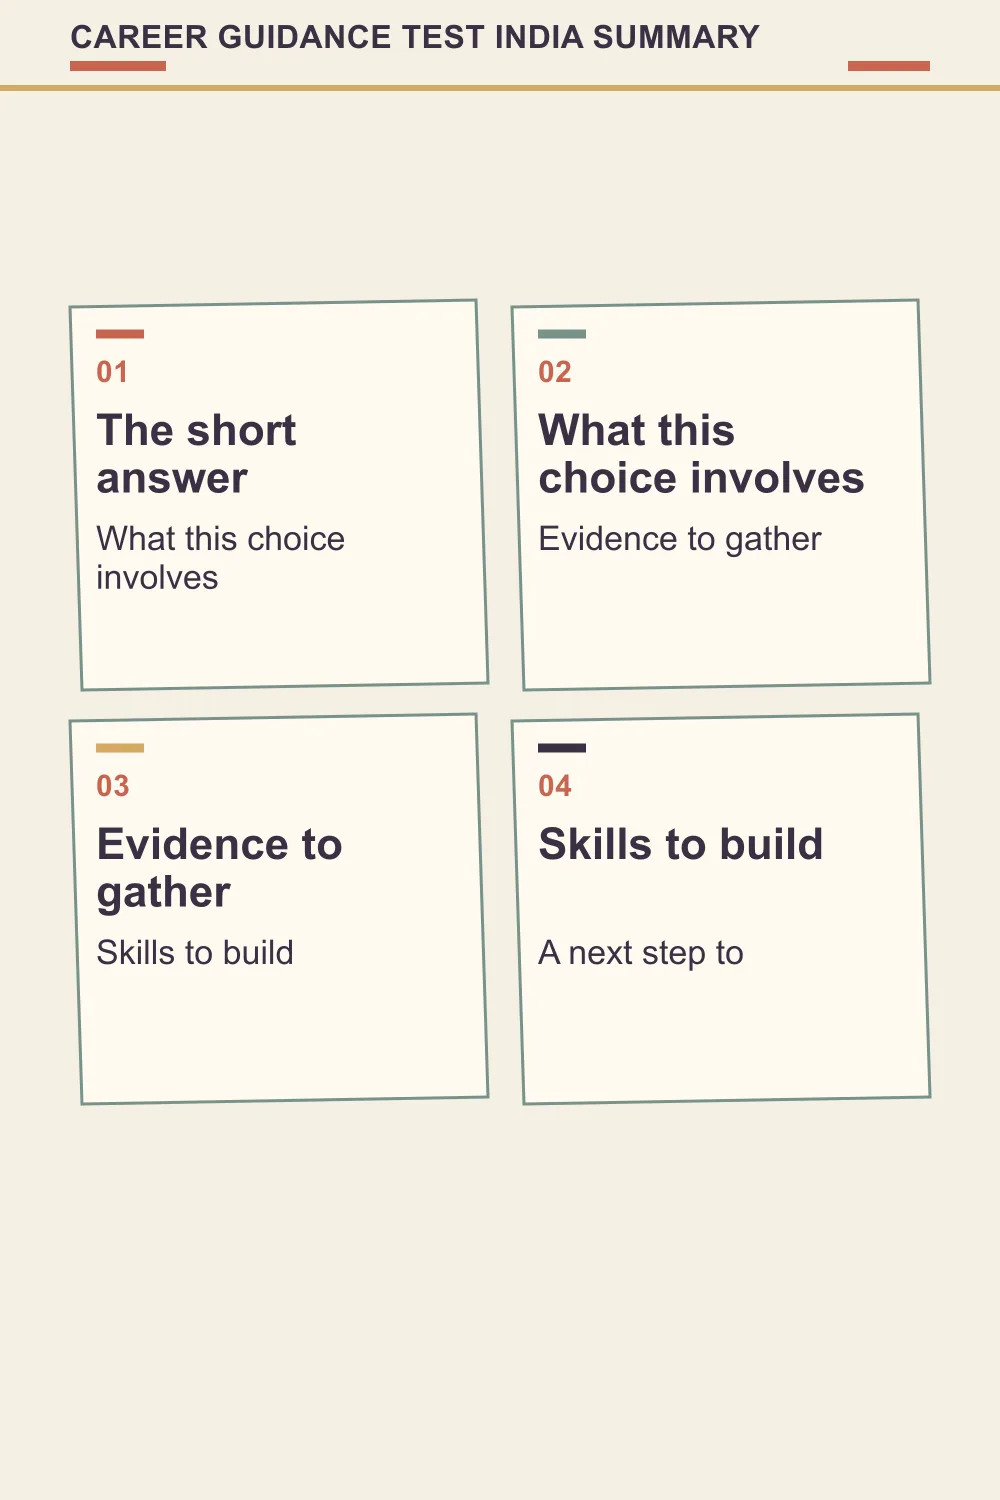 CAREER GUIDANCE TEST INDIA SUMMARY
01
The short
answer
What this choice
involves
02
What this
choice involves
Evidence to gather
03
Evidence to
gather
Skills to build
04
Skills to build
A next step to